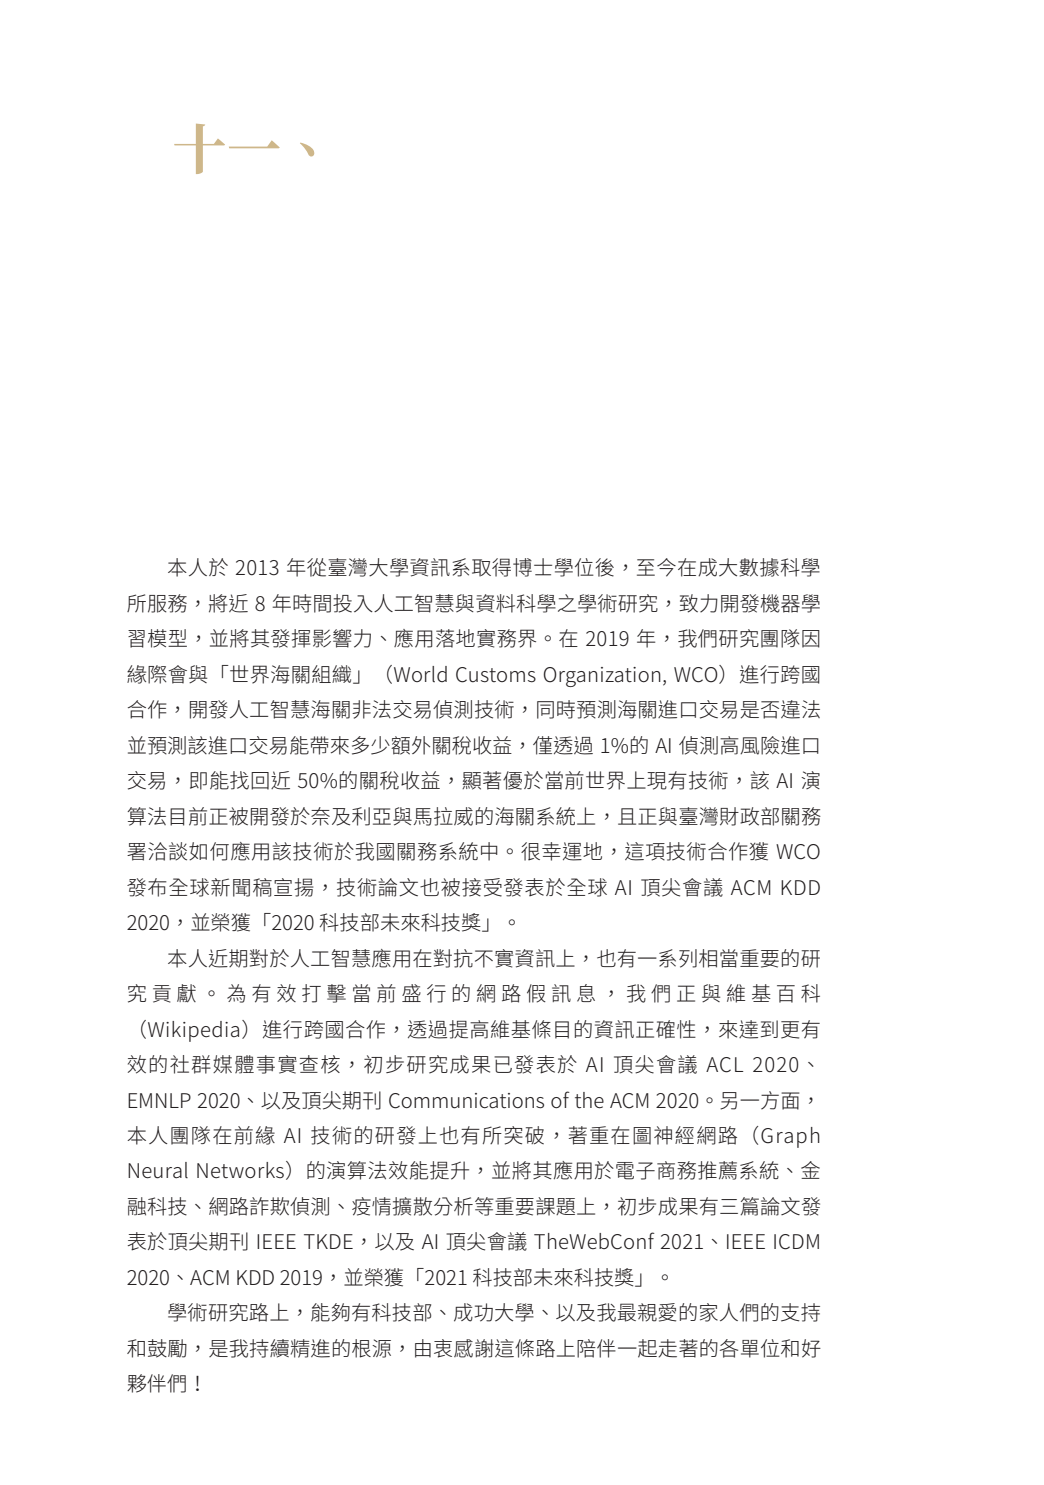 十一、
本人於 2013 年從臺灣大學資訊系取得博士學位後，至今在成大數據科學
所服務，將近 8 年時間投入人工智慧與資料科學之學術研究，致力開發機器學
習模型，並將其發揮影響力、應用落地實務界。在 2019 年，我們研究團隊因
緣際會與「世界海關組織」（World Customs Organization, WCO）進行跨國
合作，開發人工智慧海關非法交易偵測技術，同時預測海關進口交易是否違法
並預測該進口交易能帶來多少額外關稅收益，僅透過 1%的 AI 偵測高風險進口
交易，即能找回近 50%的關稅收益，顯著優於當前世界上現有技術，該 AI 演
算法目前正被開發於奈及利亞與馬拉威的海關系統上，且正與臺灣財政部關務
署洽談如何應用該技術於我國關務系統中。很幸運地，這項技術合作獲 WCO
發布全球新聞稿宣揚，技術論文也被接受發表於全球 AI 頂尖會議 ACM KDD
2020，並榮獲「2020 科技部未來科技獎」。
本人近期對於人工智慧應用在對抗不實資訊上，也有一系列相當重要的研
究貢獻。為有效打擊當前盛行的網路假訊息，我們正與維基百科
（Wikipedia）進行跨國合作，透過提高維基條目的資訊正確性，來達到更有
效的社群媒體事實查核，初步研究成果已發表於 AI 頂尖會議 ACL 2020、
EMNLP 2020、以及頂尖期刊 Communications of the ACM 2020。另一方面，
本人團隊在前緣 AI 技術的研發上也有所突破，著重在圖神經網路（Graph
Neural Networks）的演算法效能提升，並將其應用於電子商務推薦系統、金
融科技、網路詐欺偵測、疫情擴散分析等重要課題上，初步成果有三篇論文發
表於頂尖期刊 IEEE TKDE，以及 AI 頂尖會議 TheWebConf 2021、IEEE ICDM
2020、ACM KDD 2019，並榮獲「2021 科技部未來科技獎」。
學術研究路上，能夠有科技部、成功大學、以及我最親愛的家人們的支持
和鼓勵，是我持續精進的根源，由衷感謝這條路上陪伴一起走著的各單位和好
夥伴們！